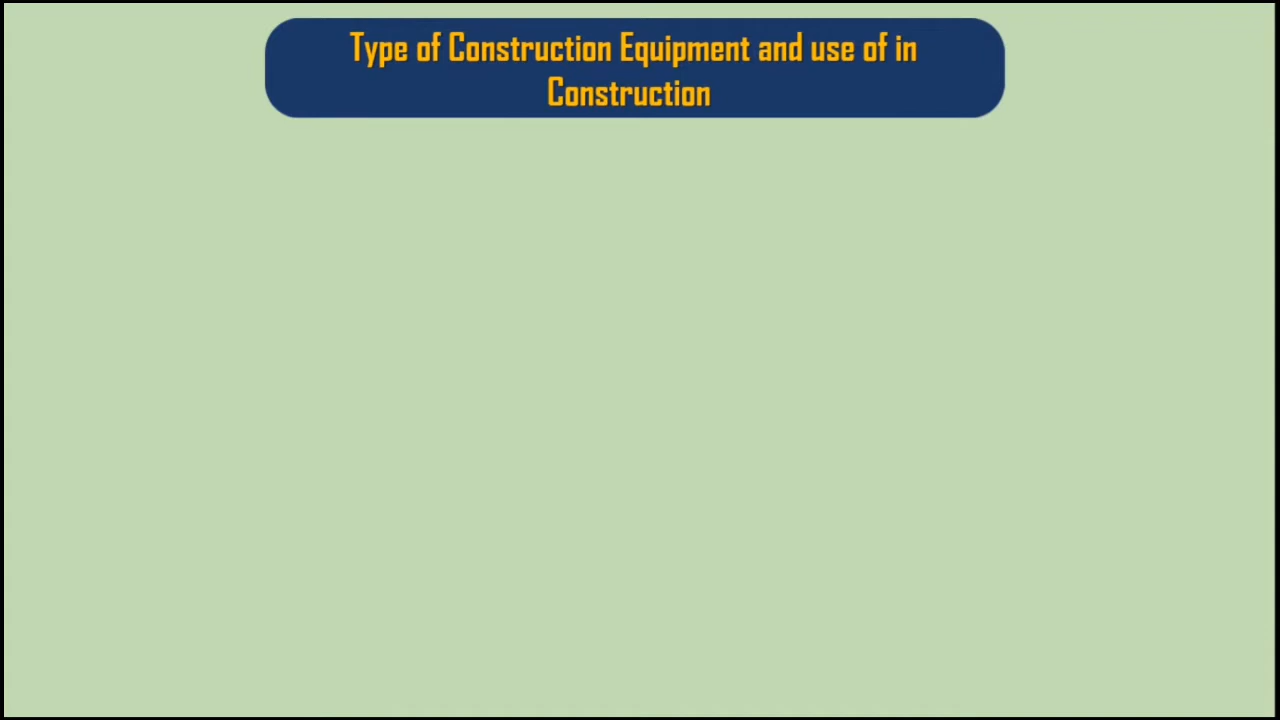 Type of Construction Equipment and use of in
Construction